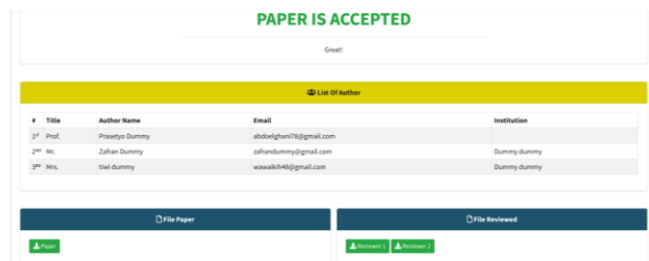 PAPER IS ACCEPTED
Great!
List Of Author
# Title Author Name Email Institution
1st Prof. Prasetyo Dummy abdoelghani78@gmail.com
2ND Mr. Zafran Dummy zafrandummy@gmail.com Dummy dummy
3RD Mrs. tiwi dummy wawaikih48@gmail.com Dummy dummy
File Paper File Reviewed
Paper Reviewer 1 Reviewer 2